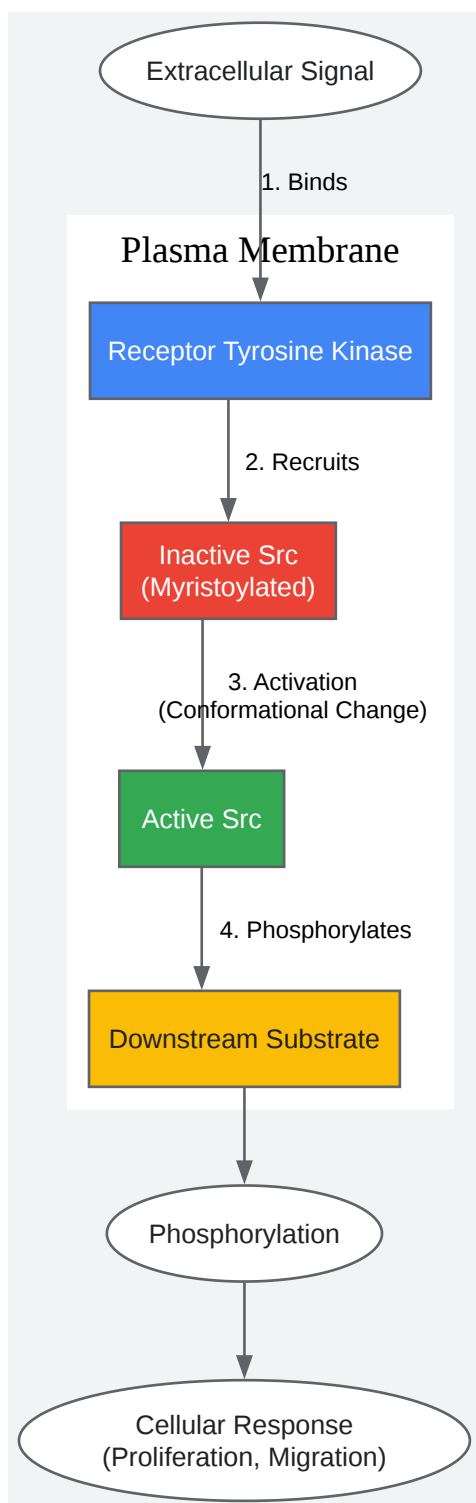 Extracellular Signal
1. Binds
Plasma Membrane
Receptor Tyrosine Kinase
2. Recruits
Inactive Src
(Myristoylated)
3. Activation
(Conformational Change)
Active Src
4. Phosphorylates
Downstream Substrate
Phosphorylation
Cellular Response
(Proliferation, Migration)